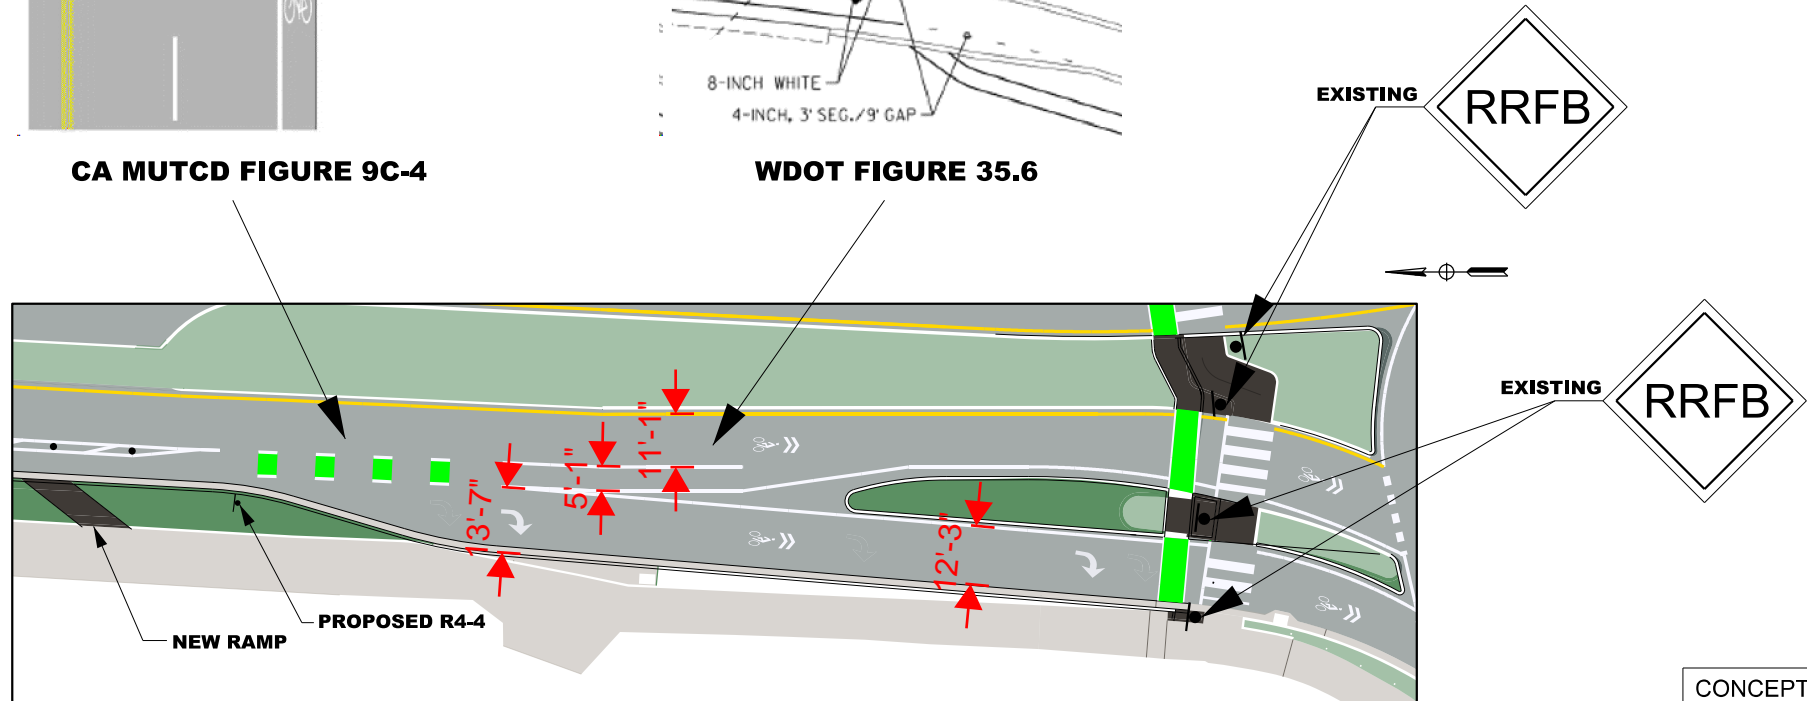 8-INCH WHITE
4-INCH, 3' SEG./9' GAP
CA MUTCD FIGURE 9C-4
WDOT FIGURE 35.6
EXISTING
RRFB
EXISTING
RRFB
11'-1"
5'-1"
13'-7"
12'-3"
PROPOSED R4-4
NEW RAMP
CONCEPT